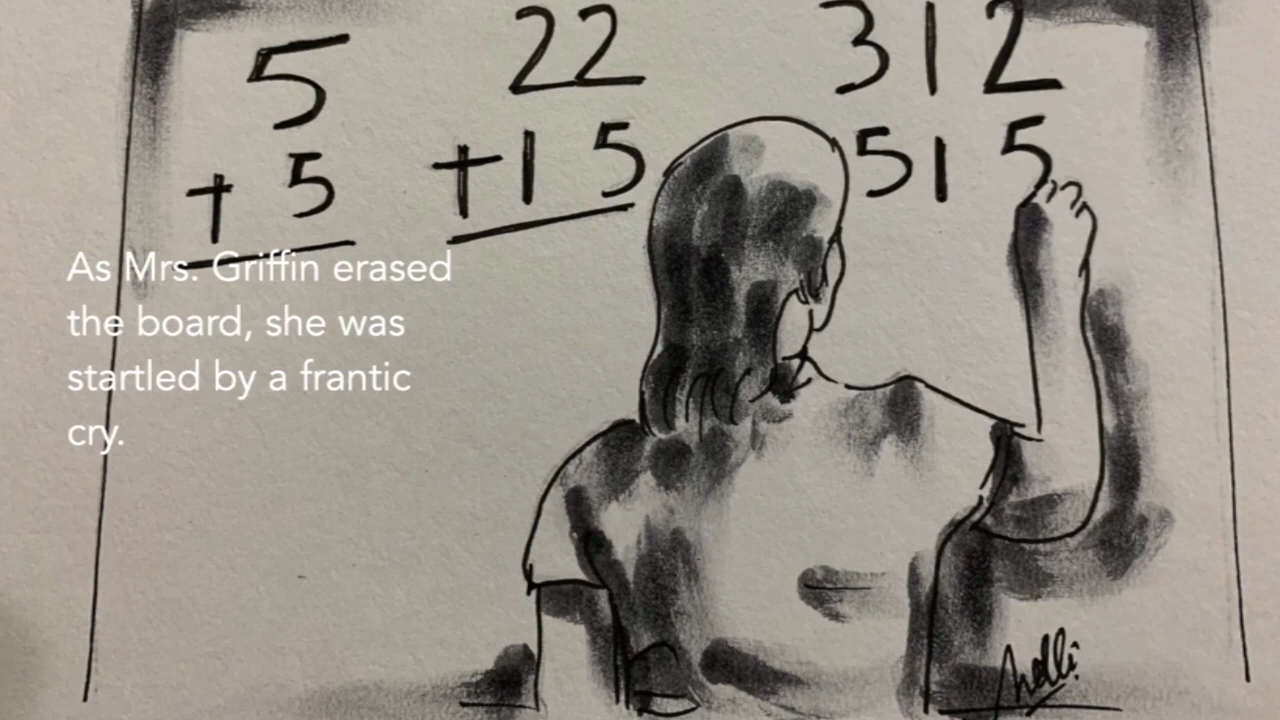 5 22 312
+ 5 +15 515
As Mrs. Griffin erased
the board, she was
startled by a frantic
cry.